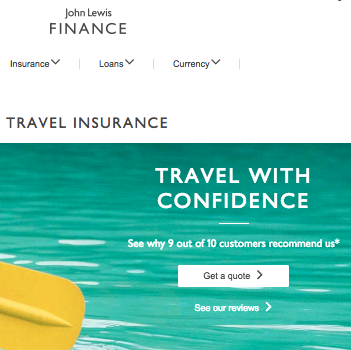 John Lewis
FINANCE
Insurance Loans Currency
TRAVEL INSURANCE
TRAVEL WITH
CONFIDENCE
See why 9 out of 10 customers recommend us*
Get a quote
See our reviews